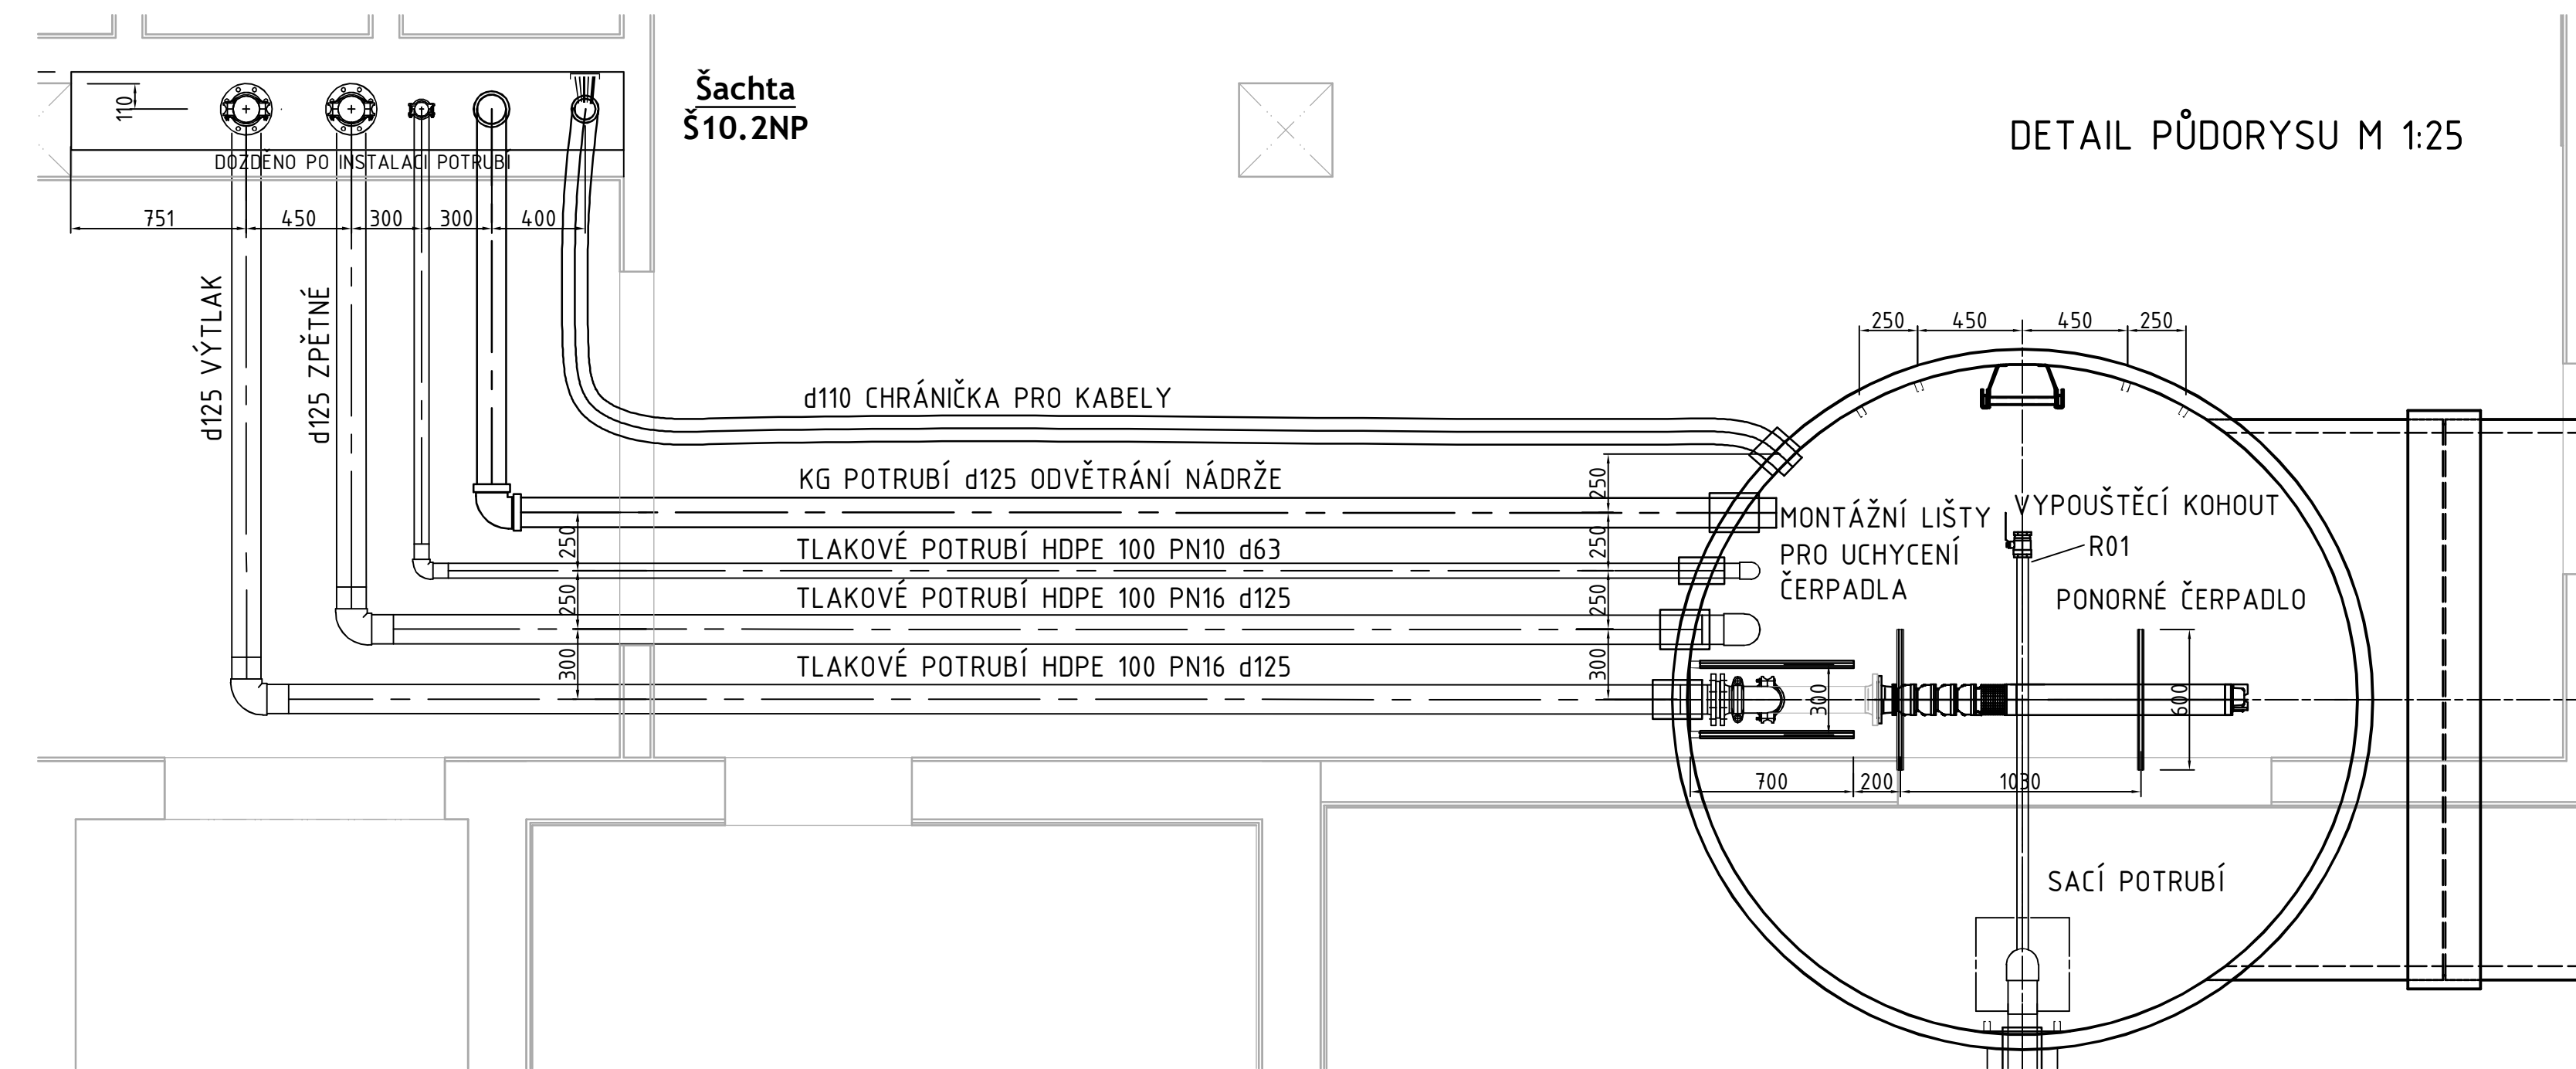 Šachta
Š10.2NP
DETAIL PŮDORYSU M 1:25
110
DOZDĚNO PO INSTALACI POTRUBÍ
751
450
300
300
400
d125 VÝTLAK
d125 ZPĚTNÉ
250
450
450
250
d110 CHRÁNIČKA PRO KABELY
KG POTRUBÍ d125 ODVĚTRÁNÍ NÁDRŽE
250
MONTÁŽNÍ LIŠTY
PRO UCHYCENÍ
ČERPADLA
VYPOUŠTĚCÍ KOHOUT
R01
250
TLAKOVÉ POTRUBÍ HDPE 100 PN10 d63
250
250
TLAKOVÉ POTRUBÍ HDPE 100 PN16 d125
250
PONORNÉ ČERPADLO
300
TLAKOVÉ POTRUBÍ HDPE 100 PN16 d125
300
300
600
700
200
1030
SACÍ POTRUBÍ